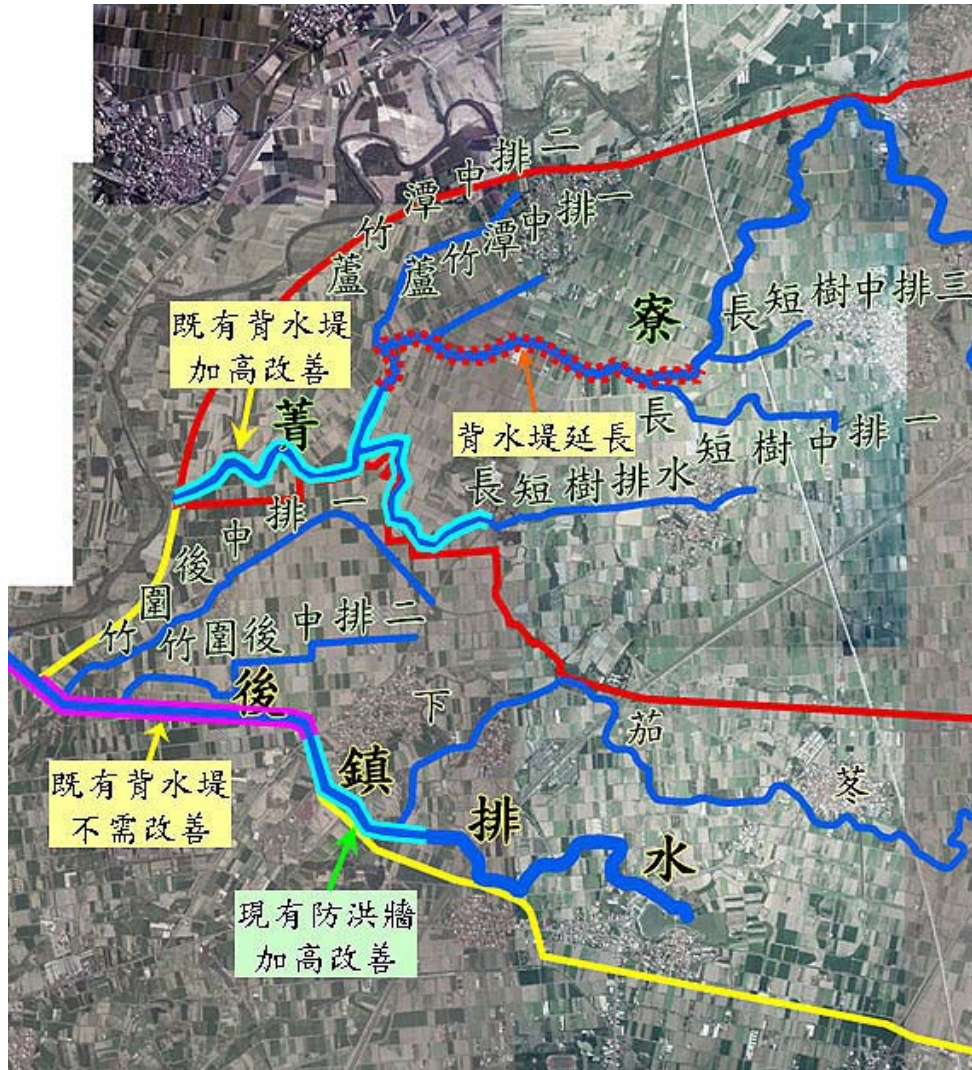 蘆竹潭中排二
蘆竹潭中排一
長短樹中排三
既有背水堤
加高改善
菁寮
背水堤延長
長短樹中排一
長短樹排水
竹圍後中排一
竹圍後中排二
後鎮排水
下茄苳
既有背水堤
不需改善
現有防洪牆
加高改善